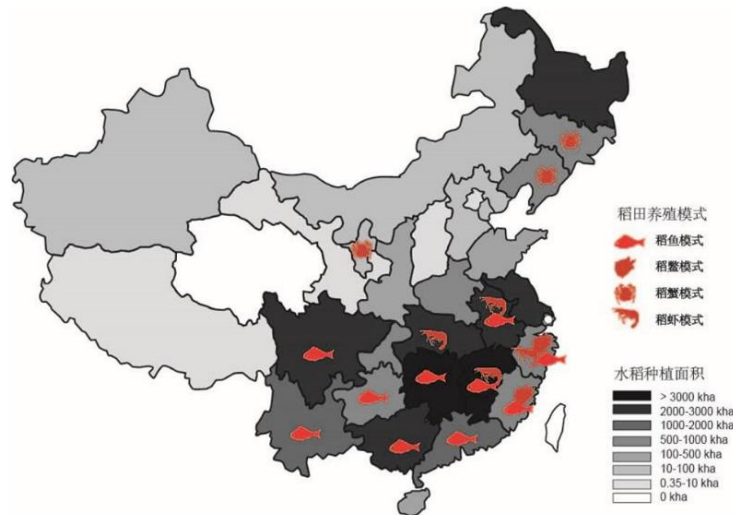 稻田养殖模式
稻鱼模式
稻鳖模式
稻蟹模式
稻虾模式
水稻种植面积
> 3000 kha
2000-3000 kha
1000-2000 kha
500-1000 kha
100-500 kha
10-100 kha
0.35-10 kha
0 kha